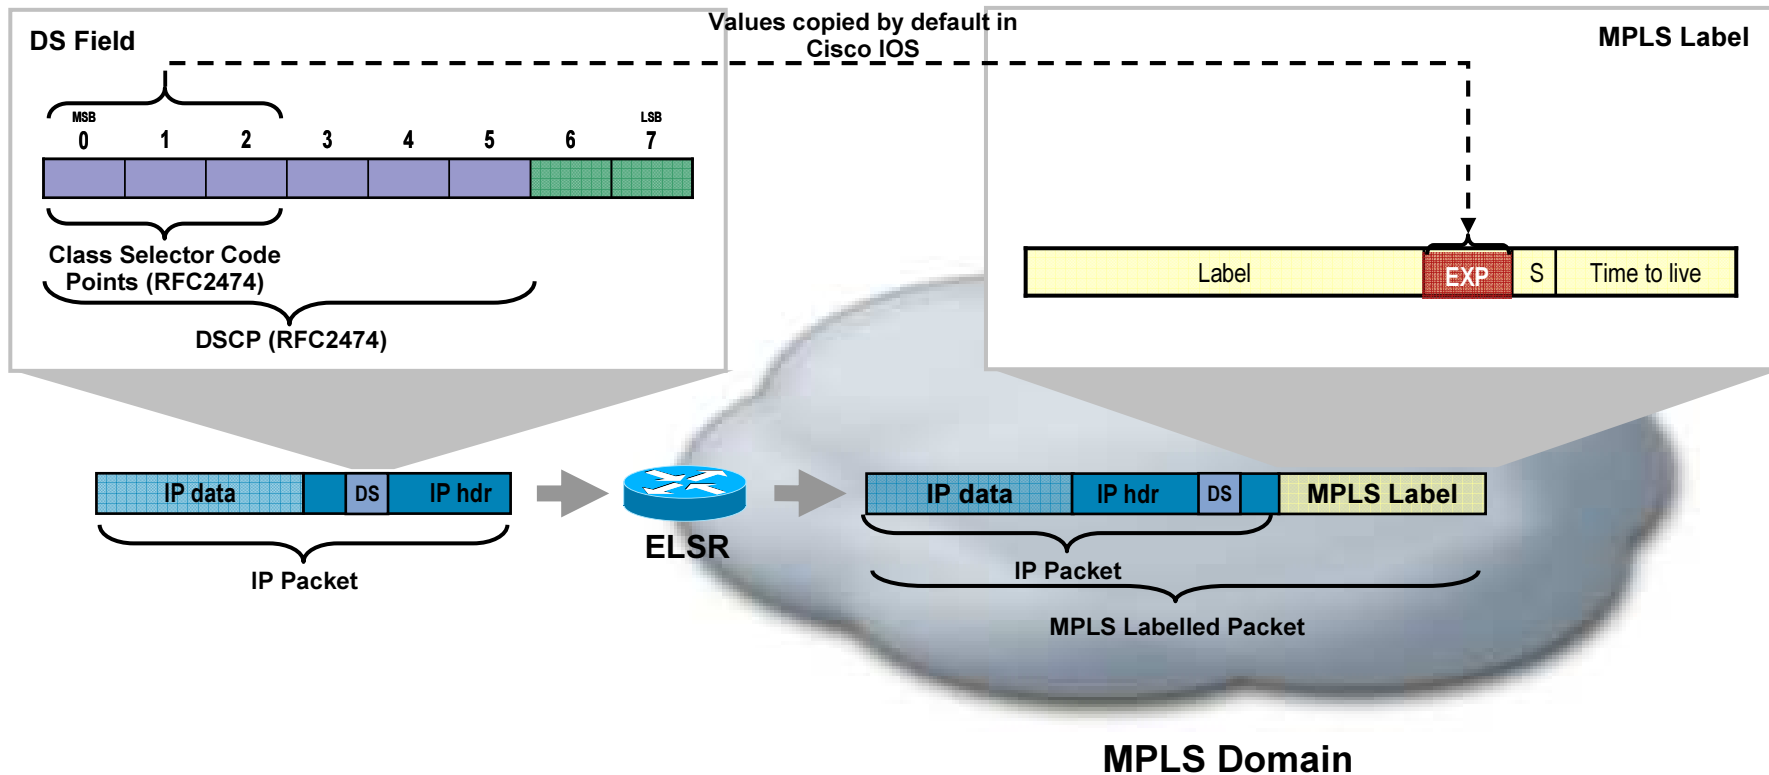 Values copied by default in
Cisco IOS
DS Field
MPLS Label
MSB
LSB
0 1 2 3 4 5 6 7
Class Selector Code
Points (RFC2474)
DSCP (RFC2474)
Label EXP S Time to live
IP data DS IP hdr
IP Packet
ELSR
IP data IP hdr DS MPLS Label
IP Packet
MPLS Labelled Packet
MPLS Domain